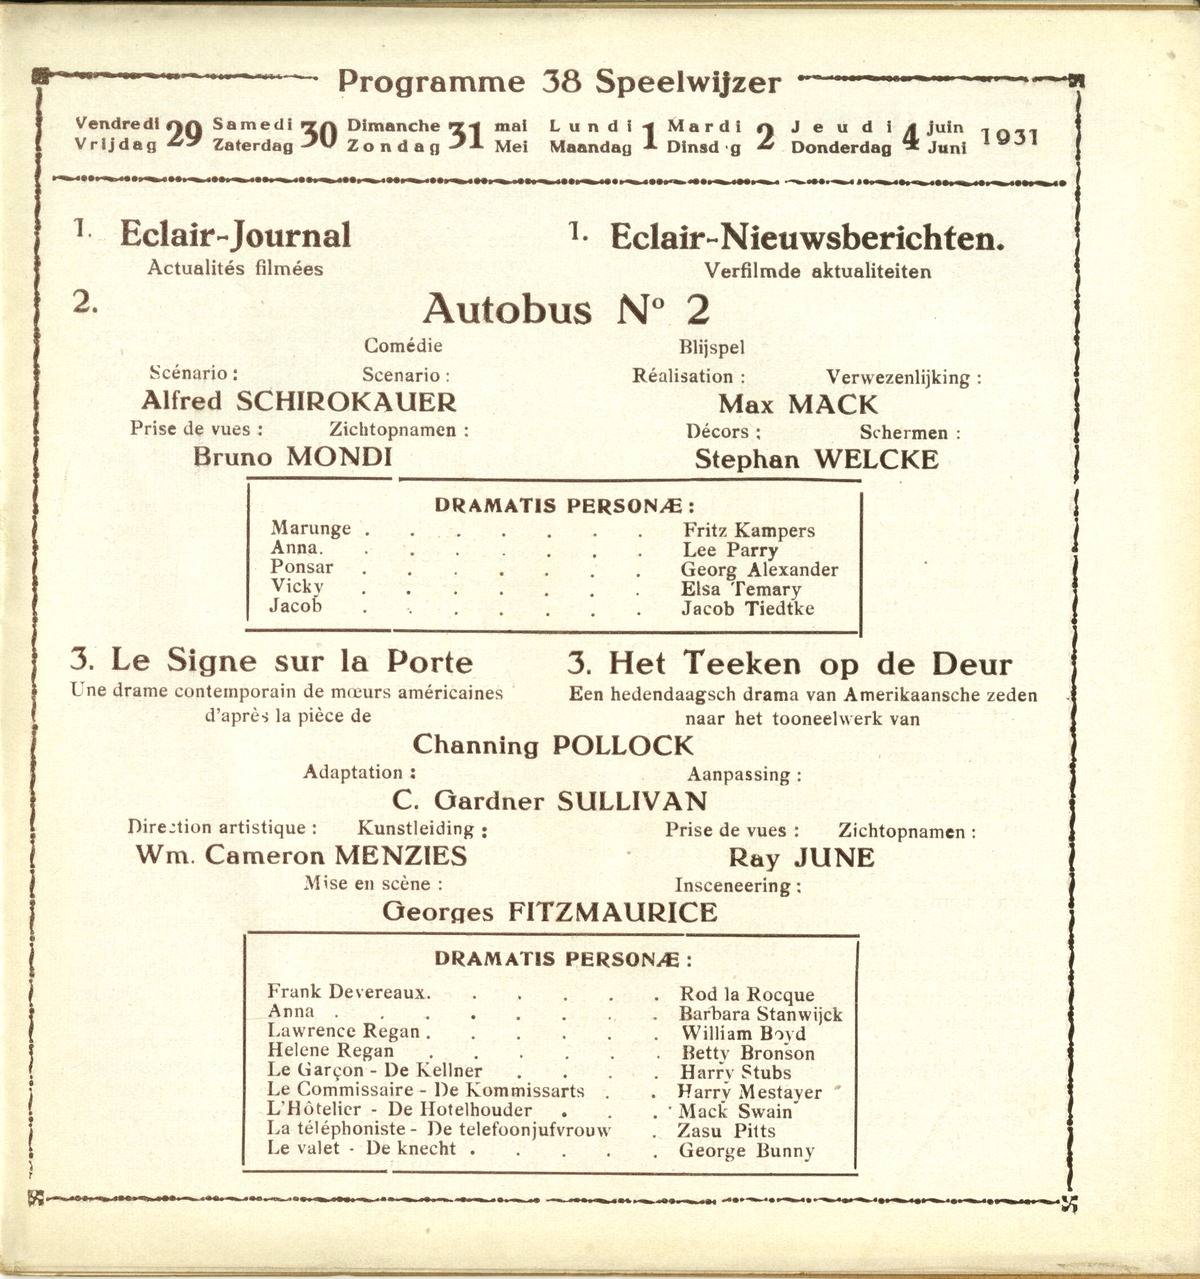 Programme 38 Speelwijzer
Vendredi 29 Samedi 30 Dimanche 31 mai Lundi 1 Mardi 2 Jeudi 4 juin 1931
Vrijdag Zaterdag Zondag Mei Maandag Dinsd g Donderdag Juni
1. Eclair-Journal 1. Eclair-Nieuwsberichten.
Actualités filmées Verfilmde aktualiteiten
2. Autobus No 2
Comédie Blijspel
Scénario : Scenario : Réalisation : Verwezenlijking :
Alfred SCHIROKAUER Max MACK
Prise de vues : Zichtopnamen : Décors : Schermen :
Bruno MONDI Stephan WELCKE
DRAMATIS PERSONÆ :
Marunge . . . . . . . Fritz Kampers
Anna. . . . . . . . Lee Parry
Ponsar . . . . . . . Georg Alexander
Vicky . . . . . . . Elsa Temary
Jacob . . . . . . . Jacob Tiedtke
3. Le Signe sur la Porte 3. Het Teeken op de Deur
Une drame contemporain de mœurs américaines Een hedendaagsch drama van Amerikaansche zeden
d'après la pièce de naar het tooneelwerk van
Channing POLLOCK
Adaptation : Aanpassing :
C. Gardner SULLIVAN
Direction artistique : Kunstleiding : Prise de vues : Zichtopnamen :
Wm. Cameron MENZIES Ray JUNE
Mise en scène : Insceneering :
Georges FITZMAURICE
DRAMATIS PERSONÆ :
Frank Devereaux. . . . . . Rod la Rocque
Anna . . . . . . . . Barbara Stanwijck
Lawrence Regan . . . . . . William Boyd
Helene Regan . . . . . . Betty Bronson
Le Garçon - De Kellner . . . . Harry Stubs
Le Commissaire - De Kommissarts . . Harry Mestayer
L'Hôtelier - De Hotelhouder . . . Mack Swain
La téléphoniste - De telefoonjufvrouw . Zasu Pitts
Le valet - De knecht . . . . . George Bunny